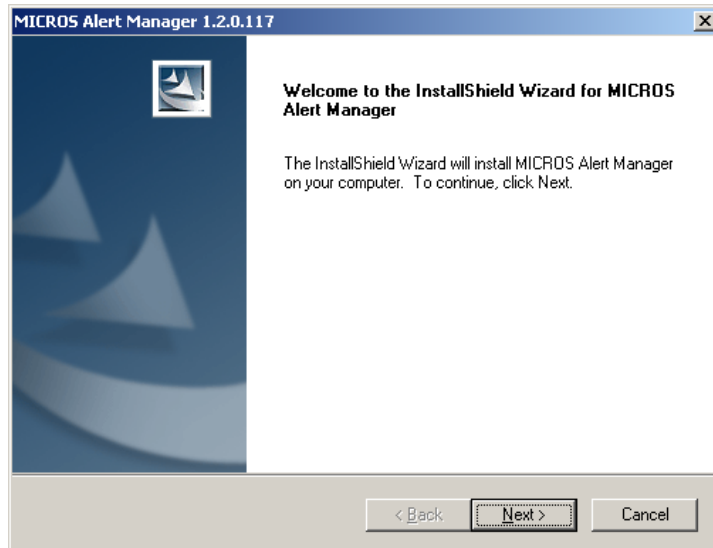 MICROS Alert Manager 1.2.0.117
Welcome to the InstallShield Wizard for MICROS
Alert Manager
The InstallShield Wizard will install MICROS Alert Manager
on your computer. To continue, click Next.
< Back
Next >
Cancel